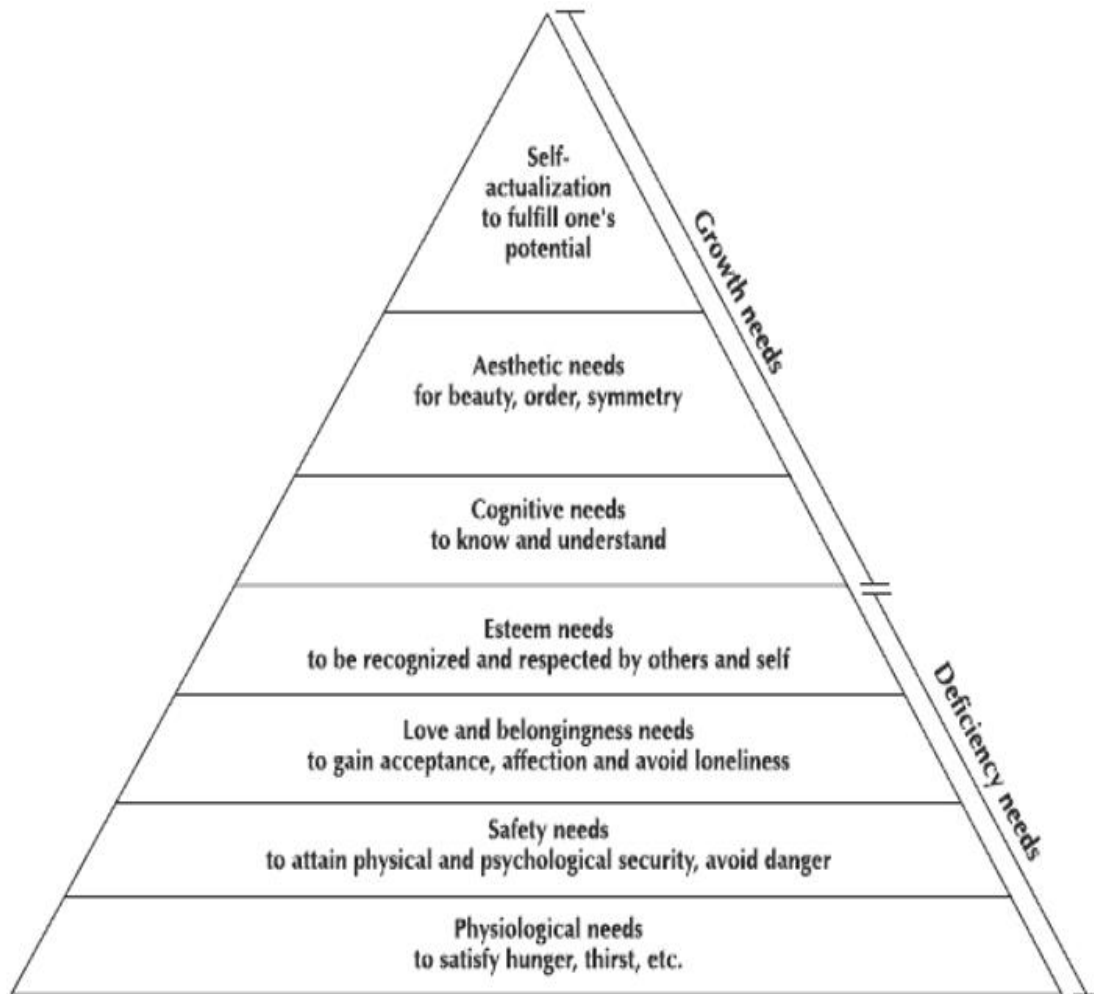 Self-
actualization
to fulfill one's
potential
Growth needs
Aesthetic needs
for beauty, order, symmetry
Cognitive needs
to know and understand
Esteem needs
to be recognized and respected by others and self
Deficiency needs
Love and belongingness needs
to gain acceptance, affection and avoid loneliness
Safety needs
to attain physical and psychological security, avoid danger
Physiological needs
to satisfy hunger, thirst, etc.